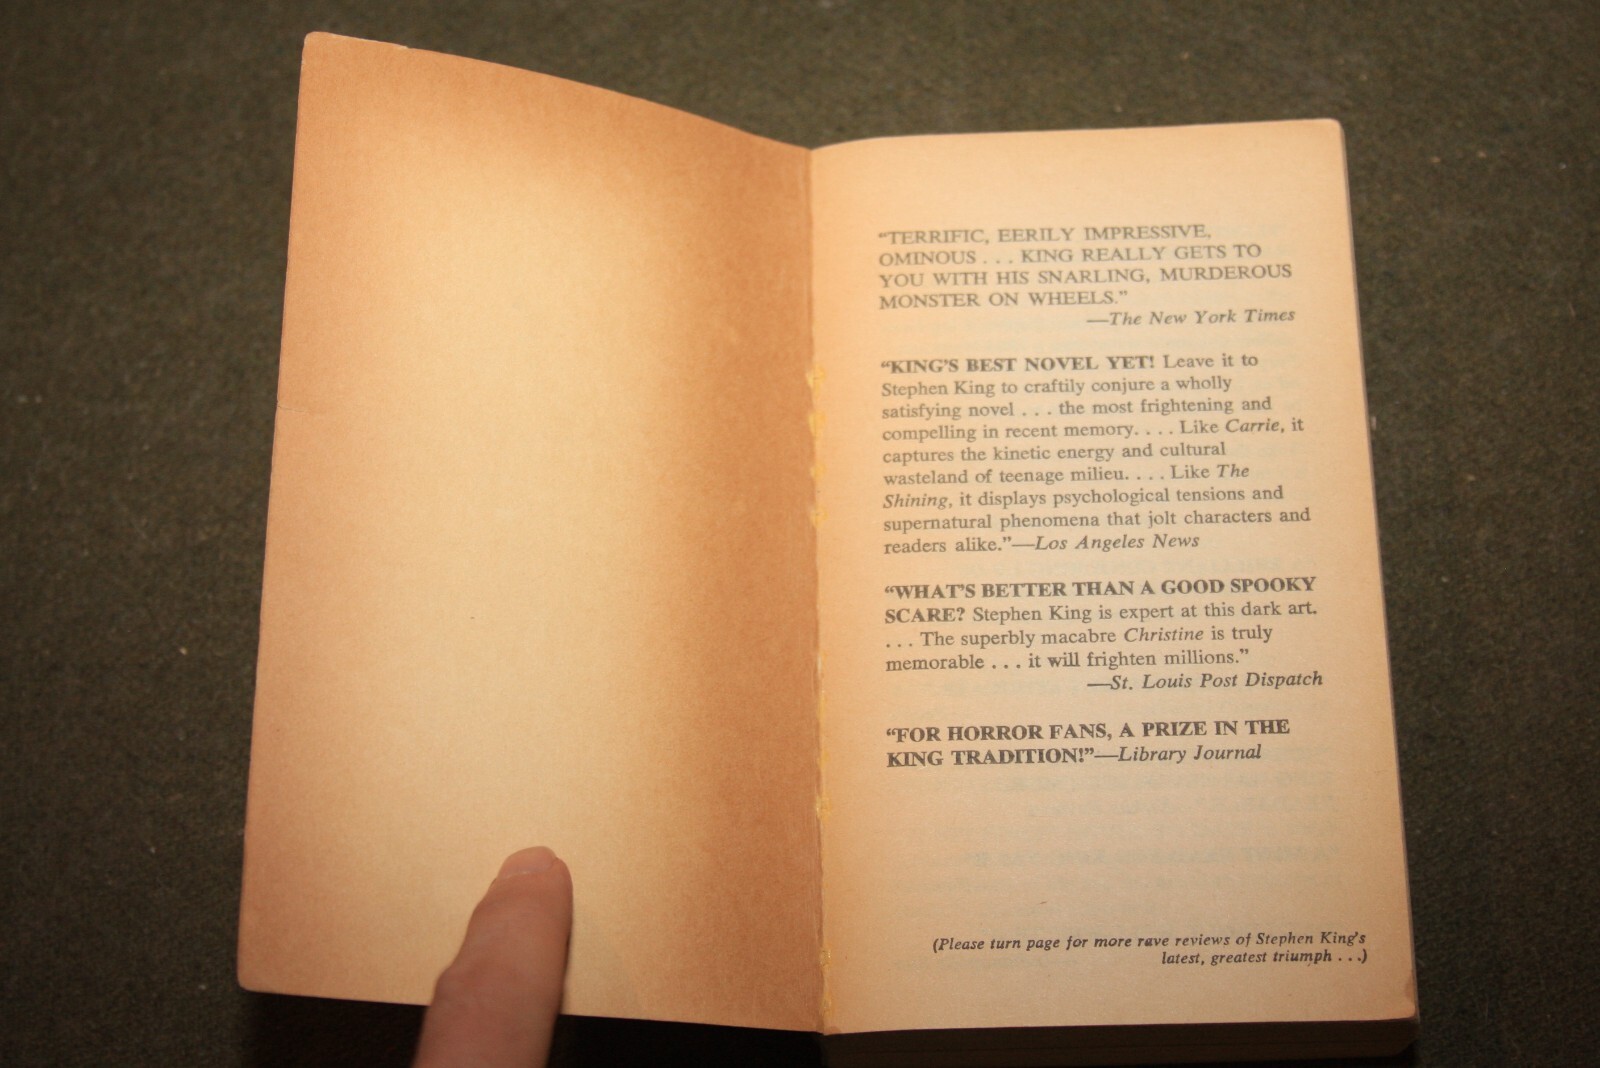 “TERRIFIC, EERILY IMPRESSIVE,
OMINOUS . . . KING REALLY GETS TO
YOU WITH HIS SNARLING, MURDEROUS
MONSTER ON WHEELS.”
—The New York Times
“KING’S BEST NOVEL YET! Leave it to
Stephen King to craftily conjure a wholly
satisfying novel . . . the most frightening and
compelling in recent memory. . . . Like Carrie, it
captures the kinetic energy and cultural
wasteland of teenage milieu. . . . Like The
Shining, it displays psychological tensions and
supernatural phenomena that jolt characters and
readers alike.”—Los Angeles News
“WHAT’S BETTER THAN A GOOD SPOOKY
SCARE? Stephen King is expert at this dark art.
. . . The superbly macabre Christine is truly
memorable . . . it will frighten millions.”
—St. Louis Post Dispatch
“FOR HORROR FANS, A PRIZE IN THE
KING TRADITION!”—Library Journal
(Please turn page for more rave reviews of Stephen King’s
latest, greatest triumph . . .)